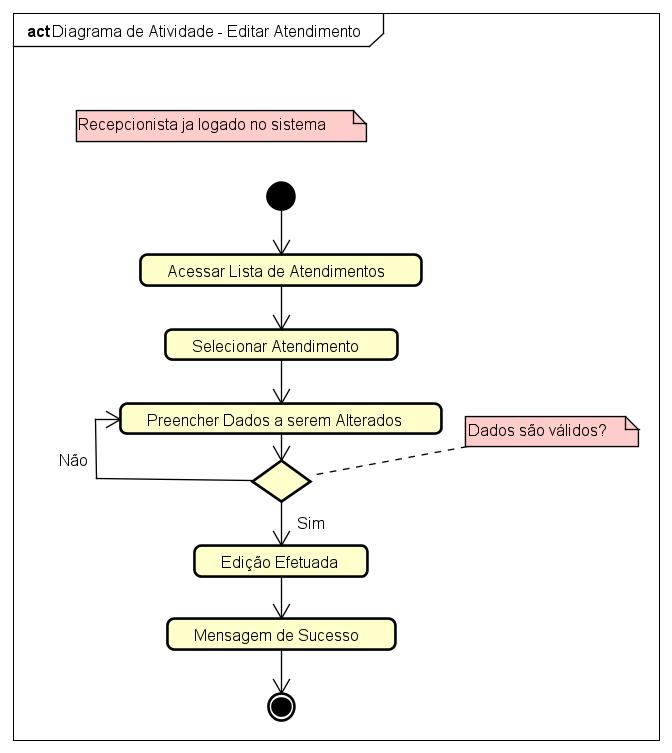 act Diagrama de Atividade - Editar Atendimento
Recepcionista ja logado no sistema
Acessar Lista de Atendimentos
Selecionar Atendimento
Preencher Dados a serem Alterados
Dados são válidos?
Não
Sim
Edição Efetuada
Mensagem de Sucesso